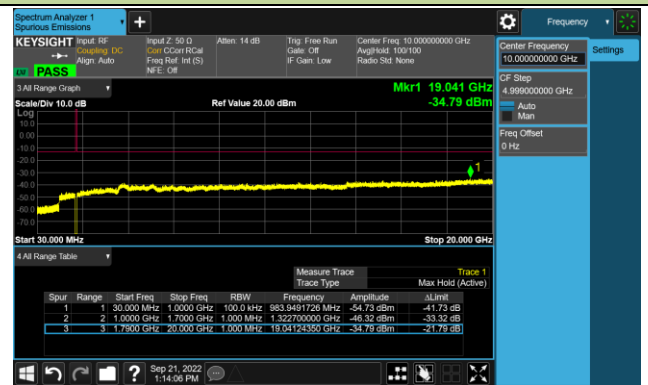 Spectrum Analyzer 1
Spurious Emissions
Frequency
KEYSIGHT
Input: RF
Coupling: DC
Align: Auto
Input Z: 50 Ω
Corr CCorr RCal
Freq Ref: Int (S)
NFE: Off
Atten: 14 dB
Trig: Free Run
Gate: Off
IF Gain: Low
Center Freq: 10.000000000 GHz
Avg|Hold: 100/100
Radio Std: None
PASS
Center Frequency
10.000000000 GHz
Settings
CF Step
4.999000000 GHz
Auto
Man
Freq Offset
0 Hz
3 All Range Graph
Mkr1 19.041 GHz
Scale/Div 10.0 dB
Ref Value 20.00 dBm
-34.79 dBm
Log
10.0
0.00
-10.0
-20.0
-30.0
-40.0
-50.0
-60.0
-70.0
1
Start 30.000 MHz
Stop 20.000 GHz
4 All Range Table
Measure Trace Trace 1
Trace Type Max Hold (Active)
Spur Range Start Freq Stop Freq RBW Frequency Amplitude ΔLimit
1 1 30.000 MHz 1.0000 GHz 100.0 kHz 983.9491726 MHz -54.73 dBm -41.73 dB
2 2 1.0000 GHz 1.7000 GHz 1.000 MHz 1.322700000 GHz -46.32 dBm -33.32 dB
3 3 1.7900 GHz 20.000 GHz 1.000 MHz 19.04124350 GHz -34.79 dBm -21.79 dB
Sep 21, 2022
1:14:06 PM